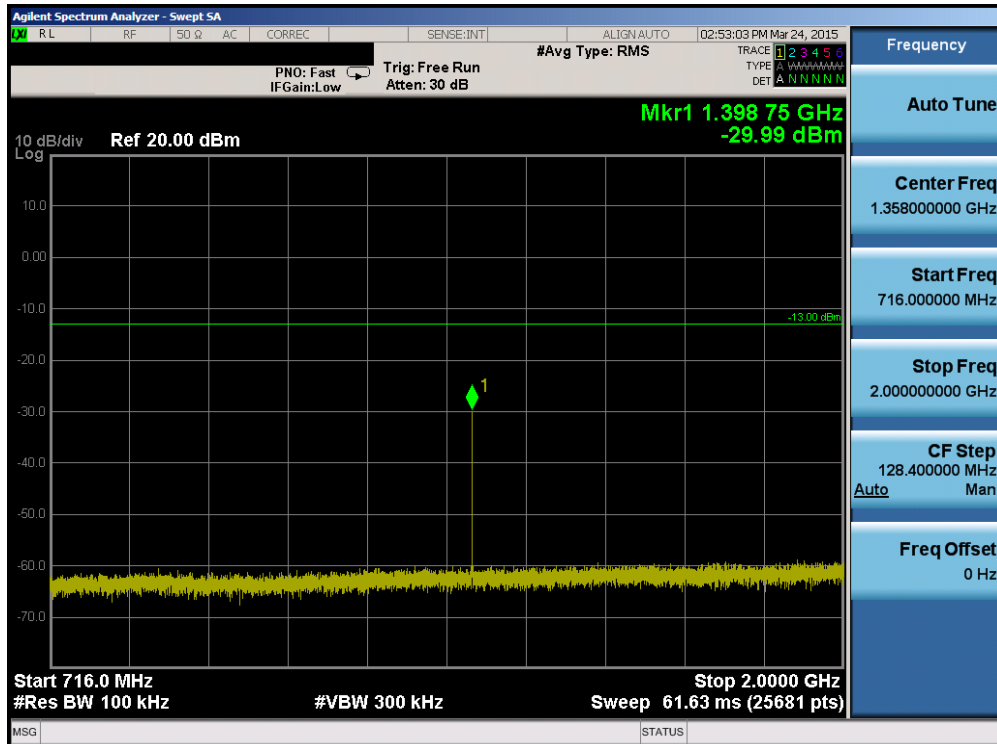 Agilent Spectrum Analyzer - Swept SA
LXI RL RF 50 Ω AC CORREC SENSE:INT ALIGN AUTO 02:53:03 PM Mar 24, 2015
PNO: Fast
IFGain:Low
Trig: Free Run
Atten: 30 dB
#Avg Type: RMS
TRACE 1 2 3 4 5 6
TYPE A WWWWW
DET A N N N N N
Mkr1 1.398 75 GHz
-29.99 dBm
10 dB/div
Log
Ref 20.00 dBm
10.0
0.00
-10.0
-13.00 dBm
-20.0
1
-30.0
-40.0
-50.0
-60.0
-70.0
Start 716.0 MHz
Stop 2.0000 GHz
#Res BW 100 kHz
#VBW 300 kHz
Sweep 61.63 ms (25681 pts)
MSG
STATUS
Frequency
Auto Tune
Center Freq
1.358000000 GHz
Start Freq
716.000000 MHz
Stop Freq
2.000000000 GHz
CF Step
128.400000 MHz
Auto Man
Freq Offset
0 Hz